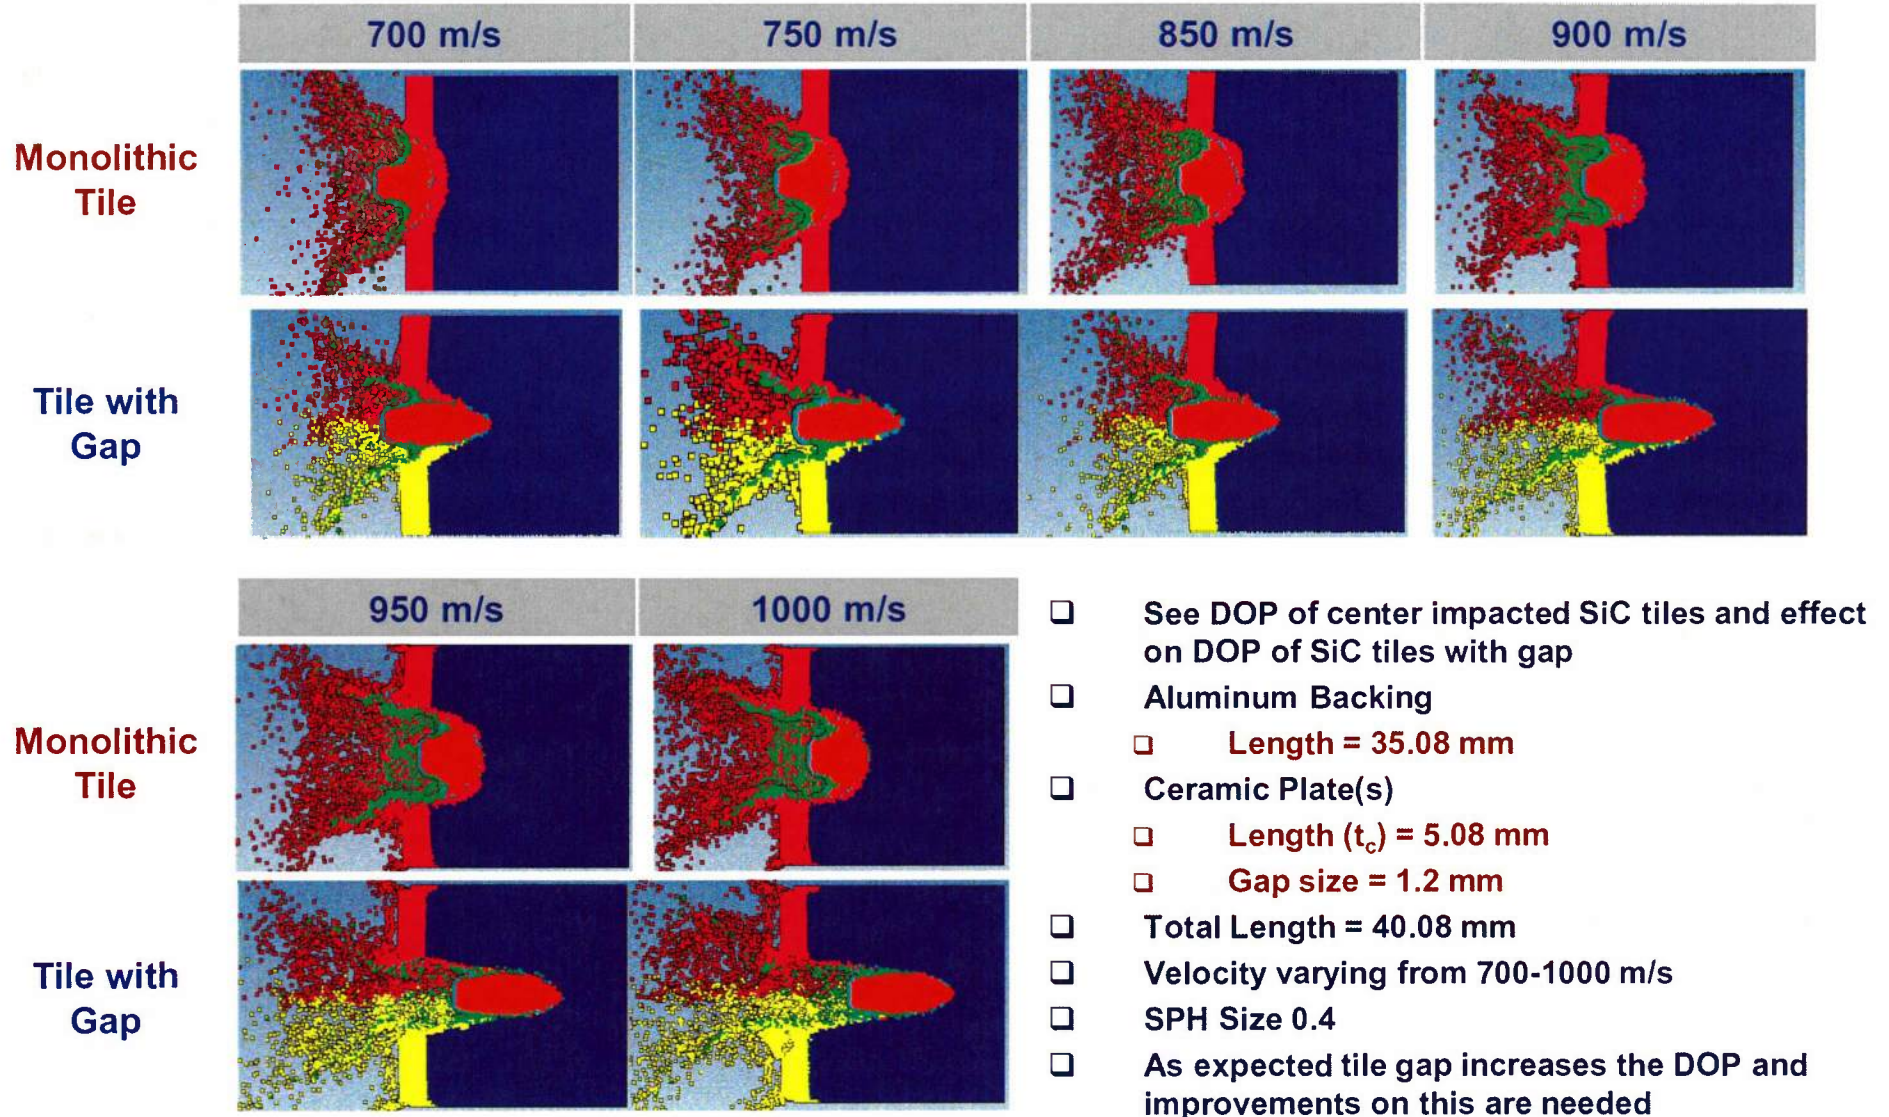 700 m/s
750 m/s
850 m/s
900 m/s
Monolithic
Tile
Tile with
Gap
950 m/s
1000 m/s
Monolithic
Tile
Tile with
Gap
❑ See DOP of center impacted SiC tiles and effect
on DOP of SiC tiles with gap
❑ Aluminum Backing
❑ Length = 35.08 mm
❑ Ceramic Plate(s)
❑ Length (tc) = 5.08 mm
❑ Gap size = 1.2 mm
❑ Total Length = 40.08 mm
❑ Velocity varying from 700-1000 m/s
❑ SPH Size 0.4
❑ As expected tile gap increases the DOP and
improvements on this are needed